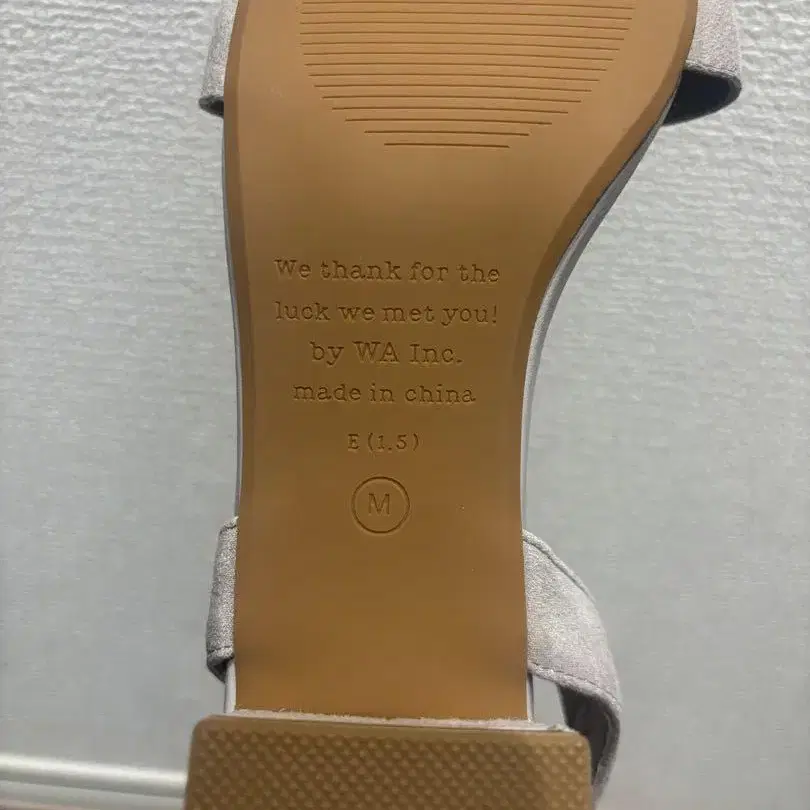 We thank for the
luck we met you!
by WA Inc.
made in china
E (1.5)
M